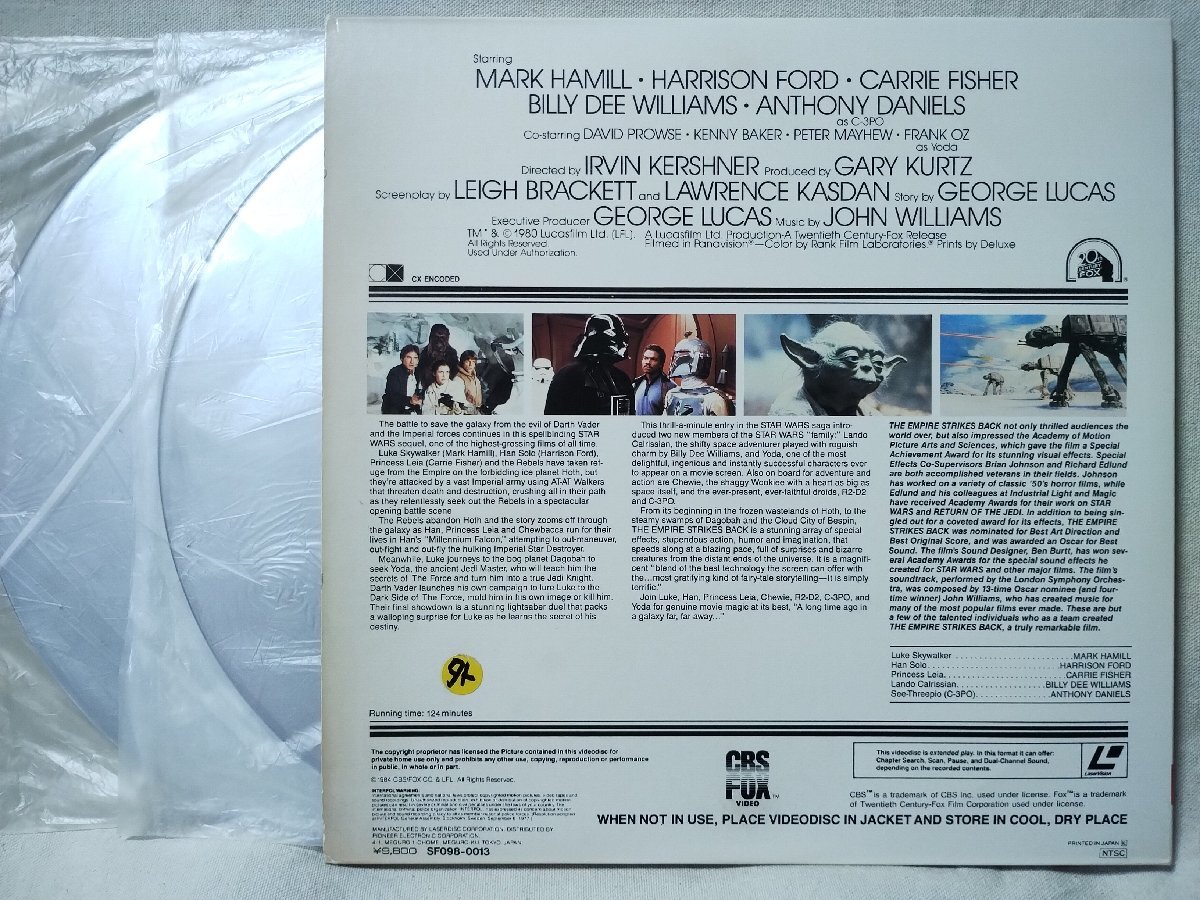 Starring
MARK HAMILL · HARRISON FORD · CARRIE FISHER
BILLY DEE WILLIAMS · ANTHONY DANIELS
as C-3PO
Co-starring DAVID PROWSE · KENNY BAKER · PETER MAYHEW · FRANK OZ
as Yoda
Directed by IRVIN KERSHNER Produced by GARY KURTZ
Screenplay by LEIGH BRACKETT and LAWRENCE KASDAN Story by GEORGE LUCAS
Executive Producer GEORGE LUCAS Music by JOHN WILLIAMS
TM* & © 1980 Lucasfilm Ltd. (LFL). A Lucasfilm Ltd. Production-A Twentieth Century-Fox Release
All Rights Reserved. Filmed in Panavision®—Color by Rank Film Laboratories.® Prints by Deluxe
Used Under Authorization.
20th CENTURY FOX ®
CX ENCODED
The battle to save the galaxy from the evil of Darth Vader
and the Imperial forces continues in this spellbinding STAR
WARS sequel, one of the highest-grossing films of all time.
Luke Skywalker (Mark Hamill), Han Solo (Harrison Ford),
Princess Leia (Carrie Fisher) and the Rebels have taken ref-
uge from the Empire on the forbidding ice planet Hoth, but
they're attacked by a vast Imperial army using AT-AT Walkers
that threaten death and destruction, crushing all in their path
as they relentlessly seek out the Rebels in a spectacular
opening battle scene
The Rebels abandon Hoth and the story zooms off through
the galaxy as Han, Princess Leia and Chewbacca run for their
lives in Han's "Millennium Falcon," attempting to out-maneuver,
out-fight and out-fly the hulking Imperial Star Destroyer.
Meanwhile, Luke journeys to the bog planet Dagobah to
seek Yoda, the ancient Jedi Master, who will teach him the
secrets of The Force and turn him into a true Jedi Knight.
Darth Vader launches his own campaign to lure Luke to the
Dark Side of The Force, mold him in his own image or kill him.
Their final showdown is a stunning lightsaber duel that packs
a walloping surprise for Luke as he learns the secret of his
destiny.
This thrill-a-minute entry in the STAR WARS saga intro-
duced two new members of the STAR WARS "family:" Lando
Calrissian, the shifty space adventurer played with roguish
charm by Billy Dee Williams, and Yoda, one of the most
delightful, ingenious and instantly successful characters ever
to appear on a movie screen. Also on board for adventure and
action are Chewie, the shaggy Wookiee with a heart as big as
space itself, and the ever-present, ever-faithful droids, R2-D2
and C-3PO.
From its beginning in the frozen wastelands of Hoth, to the
steamy swamps of Dagobah and the Cloud City of Bespin,
THE EMPIRE STRIKES BACK is a stunning array of special
effects, stupendous action, humor and imagination, that
speeds along at a blazing pace, full of surprises and bizarre
creatures from the distant ends of the universe. It is a magnifi-
cent "blend of the best technology the screen can offer with
the...most gratifying kind of fairy-tale storytelling—It is simply
terrific."
Join Luke, Han, Princess Leia, Chewie, R2-D2, C-3PO, and
Yoda for genuine movie magic at its best, "A long time ago in
a galaxy far, far away..."
THE EMPIRE STRIKES BACK not only thrilled audiences the
world over, but also impressed the Academy of Motion
Picture Arts and Sciences, which gave the film a Special
Achievement Award for its stunning visual effects. Special
Effects Co-Supervisors Brian Johnson and Richard Edlund
are both accomplished veterans in their fields. Johnson
has worked on a variety of classic '50's horror films, while
Edlund and his colleagues at Industrial Light and Magic
have received Academy Awards for their work on STAR
WARS and RETURN OF THE JEDI. In addition to being sin-
gled out for a coveted award for its effects, THE EMPIRE
STRIKES BACK was nominated for Best Art Direction and
Best Original Score, and was awarded an Oscar for Best
Sound. The film's Sound Designer, Ben Burtt, has won sev-
eral Academy Awards for the special sound effects he
created for STAR WARS and other major films. The film's
soundtrack, performed by the London Symphony Orches-
tra, was composed by 13-time Oscar nominee (and four-
time winner) John Williams, who has created music for
many of the most popular films ever made. These are but
a few of the talented individuals who as a team created
THE EMPIRE STRIKES BACK, a truly remarkable film.
Luke Skywalker ........ MARK HAMILL
Han Solo ........ HARRISON FORD
Princess Leia ........ CARRIE FISHER
Lando Calrissian ........ BILLY DEE WILLIAMS
See-Threepio (C-3PO) ........ ANTHONY DANIELS
Running time: 124 minutes
The copyright proprietor has licensed the Picture contained in this videodisc for
private home use only and prohibits any other use, copying, reproduction or performance
in public, in whole or in part.
© 1984 CBS/FOX CO. & LFL. All Rights Reserved.
INTERPOL WARNING
MANUFACTURED BY LASERDISC CORPORATION, DISTRIBUTED BY
PIONEER ELECTRONIC CORPORATION.
4-1, MEGURO 1-CHOME, MEGURO-KU, TOKYO, JAPAN
¥9,800 SF098-0013
CBS
FOX
VIDEO ™
This videodisc is extended play. In this format it can offer:
Chapter Search, Scan, Pause, and Dual-Channel Sound,
depending on the recorded contents.
LaserVision
CBS™ is a trademark of CBS Inc. used under license. Fox™ is a trademark
of Twentieth Century-Fox Film Corporation used under license.
WHEN NOT IN USE, PLACE VIDEODISC IN JACKET AND STORE IN COOL, DRY PLACE
PRINTED IN JAPAN
NTSC